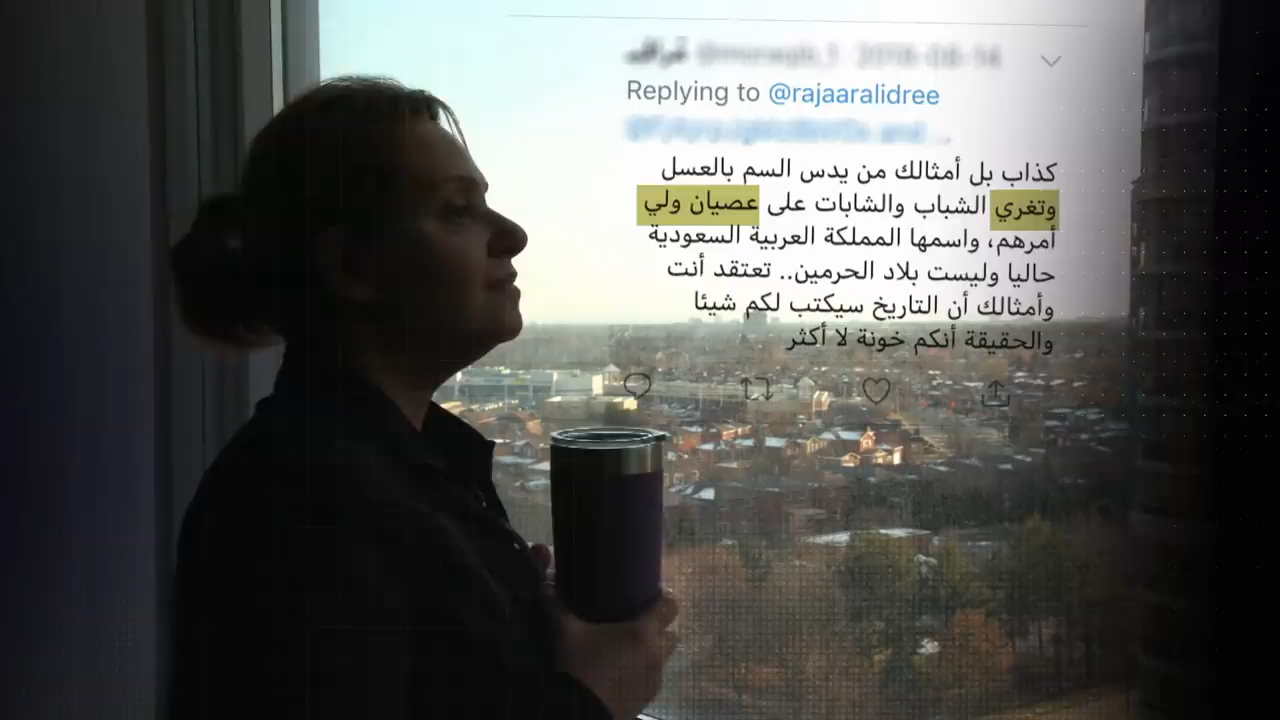 Replying to @rajaaralidree
كذاب بل أمثالك من يدس السم بالعسل
وتغري الشباب والشابات على عصيان ولي
أمرهم، واسمها المملكة العربية السعودية
حاليا وليست بلاد الحرمين.. تعتقد أنت
وأمثالك أن التاريخ سيكتب لكم شيئا
والحقيقة أنكم خونة لا أكثر